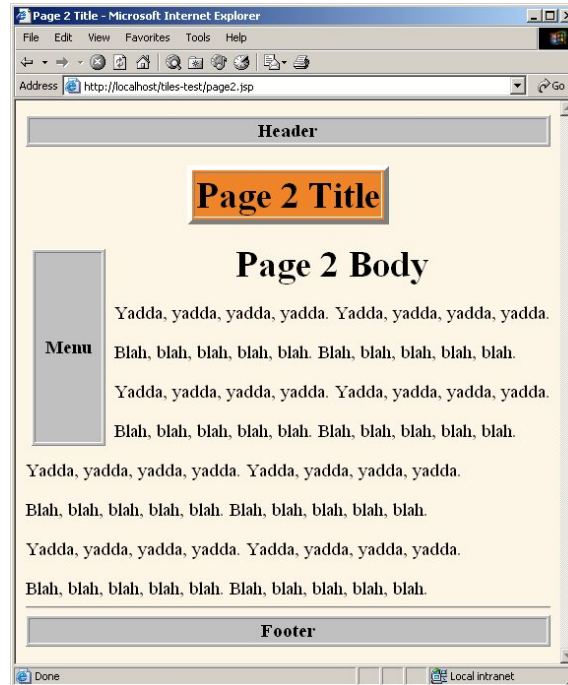 Page 2 Title - Microsoft Internet Explorer
File Edit View Favorites Tools Help
Address http://localhost/tiles-test/page2.jsp Go
Header
Page 2 Title
Page 2 Body
Yadda, yadda, yadda, yadda. Yadda, yadda, yadda, yadda.
Blah, blah, blah, blah, blah. Blah, blah, blah, blah, blah.
Menu
Yadda, yadda, yadda, yadda. Yadda, yadda, yadda, yadda.
Blah, blah, blah, blah, blah. Blah, blah, blah, blah, blah.
Yadda, yadda, yadda, yadda. Yadda, yadda, yadda, yadda.
Blah, blah, blah, blah, blah. Blah, blah, blah, blah, blah.
Yadda, yadda, yadda, yadda. Yadda, yadda, yadda, yadda.
Blah, blah, blah, blah, blah. Blah, blah, blah, blah, blah.
Footer
Done Local intranet